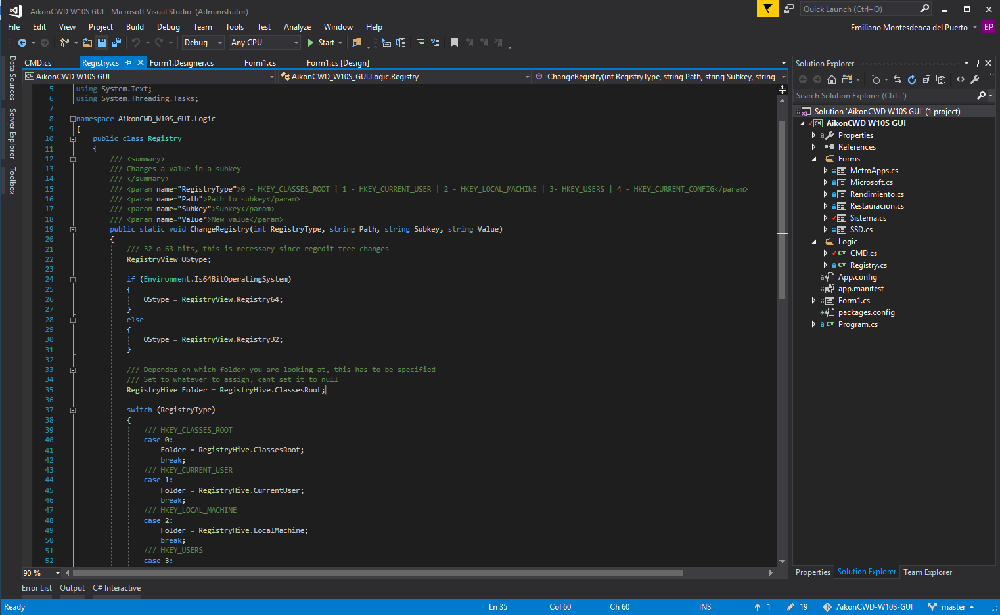 AikonCWD W10S GUI - Microsoft Visual Studio (Administrator)
Quick Launch (Ctrl+Q)
File Edit View Project Build Debug Team Tools Test Analyze Window Help
Emiliano Montesdeoca del Puerto EP
Debug Any CPU Start
Data Sources
Server Explorer
Toolbox
CMD.cs Registry.cs Form1.Designer.cs Form1.cs Form1.cs [Design]
C# AikonCWD W10S GUI AikonCWD_W10S_GUI.Logic.Registry ChangeRegistry(int RegistryType, string Path, string Subkey, string
5 using System.Text;
6 using System.Threading.Tasks;
7
8 namespace AikonCWD_W10S_GUI.Logic
9 {
10 public class Registry
11 {
12 /// <summary>
13 /// Changes a value in a subkey
14 /// </summary>
15 /// <param name="RegistryType">0 - HKEY_CLASSES_ROOT | 1 - HKEY_CURRENT_USER | 2 - HKEY_LOCAL_MACHINE | 3- HKEY_USERS | 4 - HKEY_CURRENT_CONFIG</param>
16 /// <param name="Path">Path to subkey</param>
17 /// <param name="Subkey">Subkey</param>
18 /// <param name="Value">New value</param>
19 public static void ChangeRegistry(int RegistryType, string Path, string Subkey, string Value)
20 {
21 /// 32 o 63 bits, this is necessary since regedit tree changes
22 RegistryView OStype;
23
24 if (Environment.Is64BitOperatingSystem)
25 {
26 OStype = RegistryView.Registry64;
27 }
28 else
29 {
30 OStype = RegistryView.Registry32;
31 }
32
33 /// Dependes on which folder you are looking at, this has to be specified
34 /// Set to whatever to assign, cant set it to null
35 RegistryHive Folder = RegistryHive.ClassesRoot;
36
37 switch (RegistryType)
38 {
39 /// HKEY_CLASSES_ROOT
40 case 0:
41 Folder = RegistryHive.ClassesRoot;
42 break;
43 /// HKEY_CURRENT_USER
44 case 1:
45 Folder = RegistryHive.CurrentUser;
46 break;
47 /// HKEY_LOCAL_MACHINE
48 case 2:
49 Folder = RegistryHive.LocalMachine;
50 break;
51 /// HKEY_USERS
52 case 3:
90 %
Solution Explorer
Search Solution Explorer (Ctrl+`)
Solution 'AikonCWD W10S GUI' (1 project)
C# AikonCWD W10S GUI
Properties
References
Forms
MetroApps.cs
Microsoft.cs
Rendimiento.cs
Restauracion.cs
Sistema.cs
SSD.cs
Logic
C# CMD.cs
C# Registry.cs
App.config
app.manifest
Form1.cs
packages.config
C# Program.cs
Properties Solution Explorer Team Explorer
Error List Output C# Interactive
Ready Ln 35 Col 60 Ch 60 INS 1 19 AikonCWD-W10S-GUI master